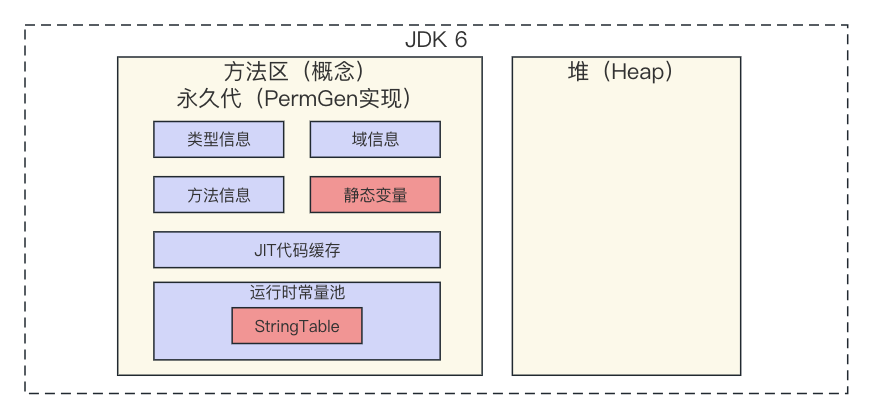 JDK 6
方法区（概念）
永久代（PermGen实现）
类型信息
域信息
方法信息
静态变量
JIT代码缓存
运行时常量池
StringTable
堆（Heap）